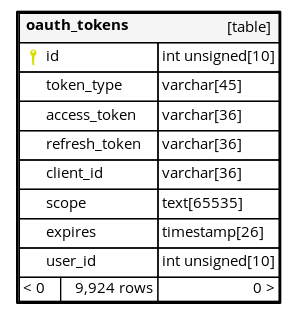 oauth_tokens [table]
id int unsigned[10]
token_type varchar[45]
access_token varchar[36]
refresh_token varchar[36]
client_id varchar[36]
scope text[65535]
expires timestamp[26]
user_id int unsigned[10]
< 0 9,924 rows 0 >